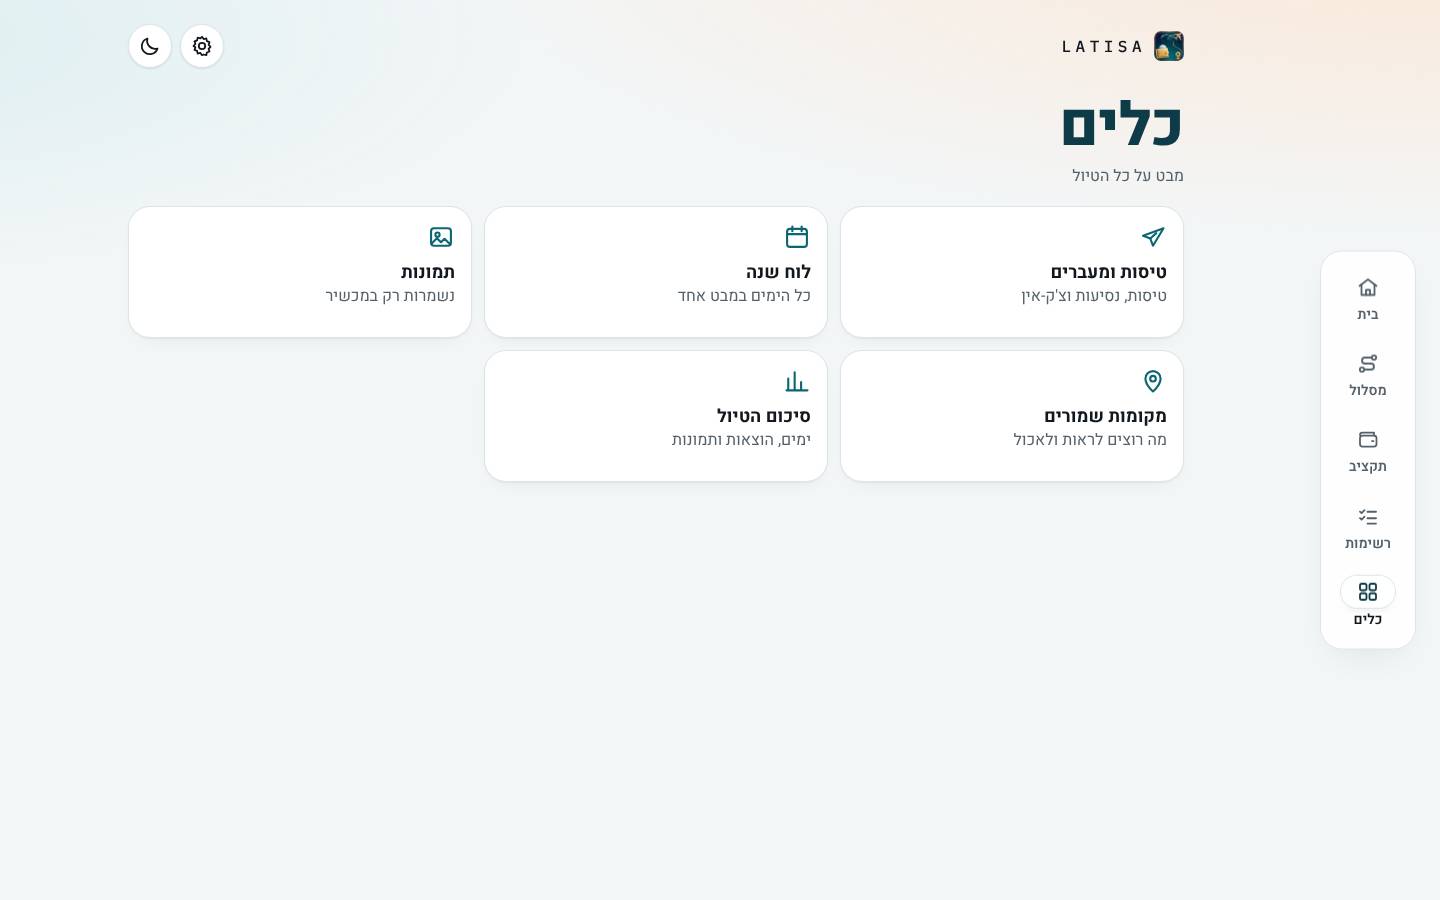 LATISA
כלים
מבט על כל הטיול
טיסות ומעברים
טיסות, נסיעות וצ'ק-אין
לוח שנה
כל הימים במבט אחד
תמונות
נשמרות רק במכשיר
מקומות שמורים
מה רוצים לראות ולאכול
סיכום הטיול
ימים, הוצאות ותמונות
בית
מסלול
תקציב
רשימות
כלים